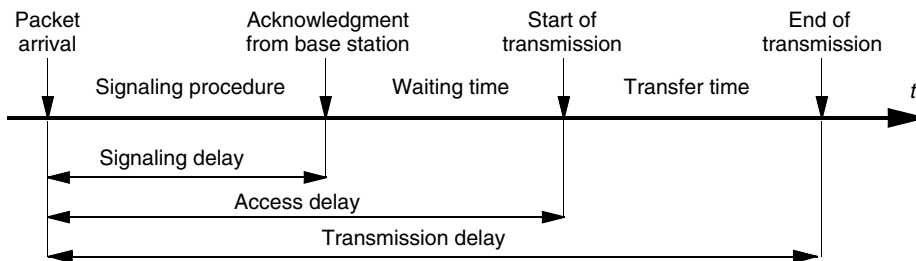 Packet
arrival
Acknowledgment
from base station
Start of
transmission
End of
transmission
Signaling procedure
Waiting time
Transfer time
t
Signaling delay
Access delay
Transmission delay